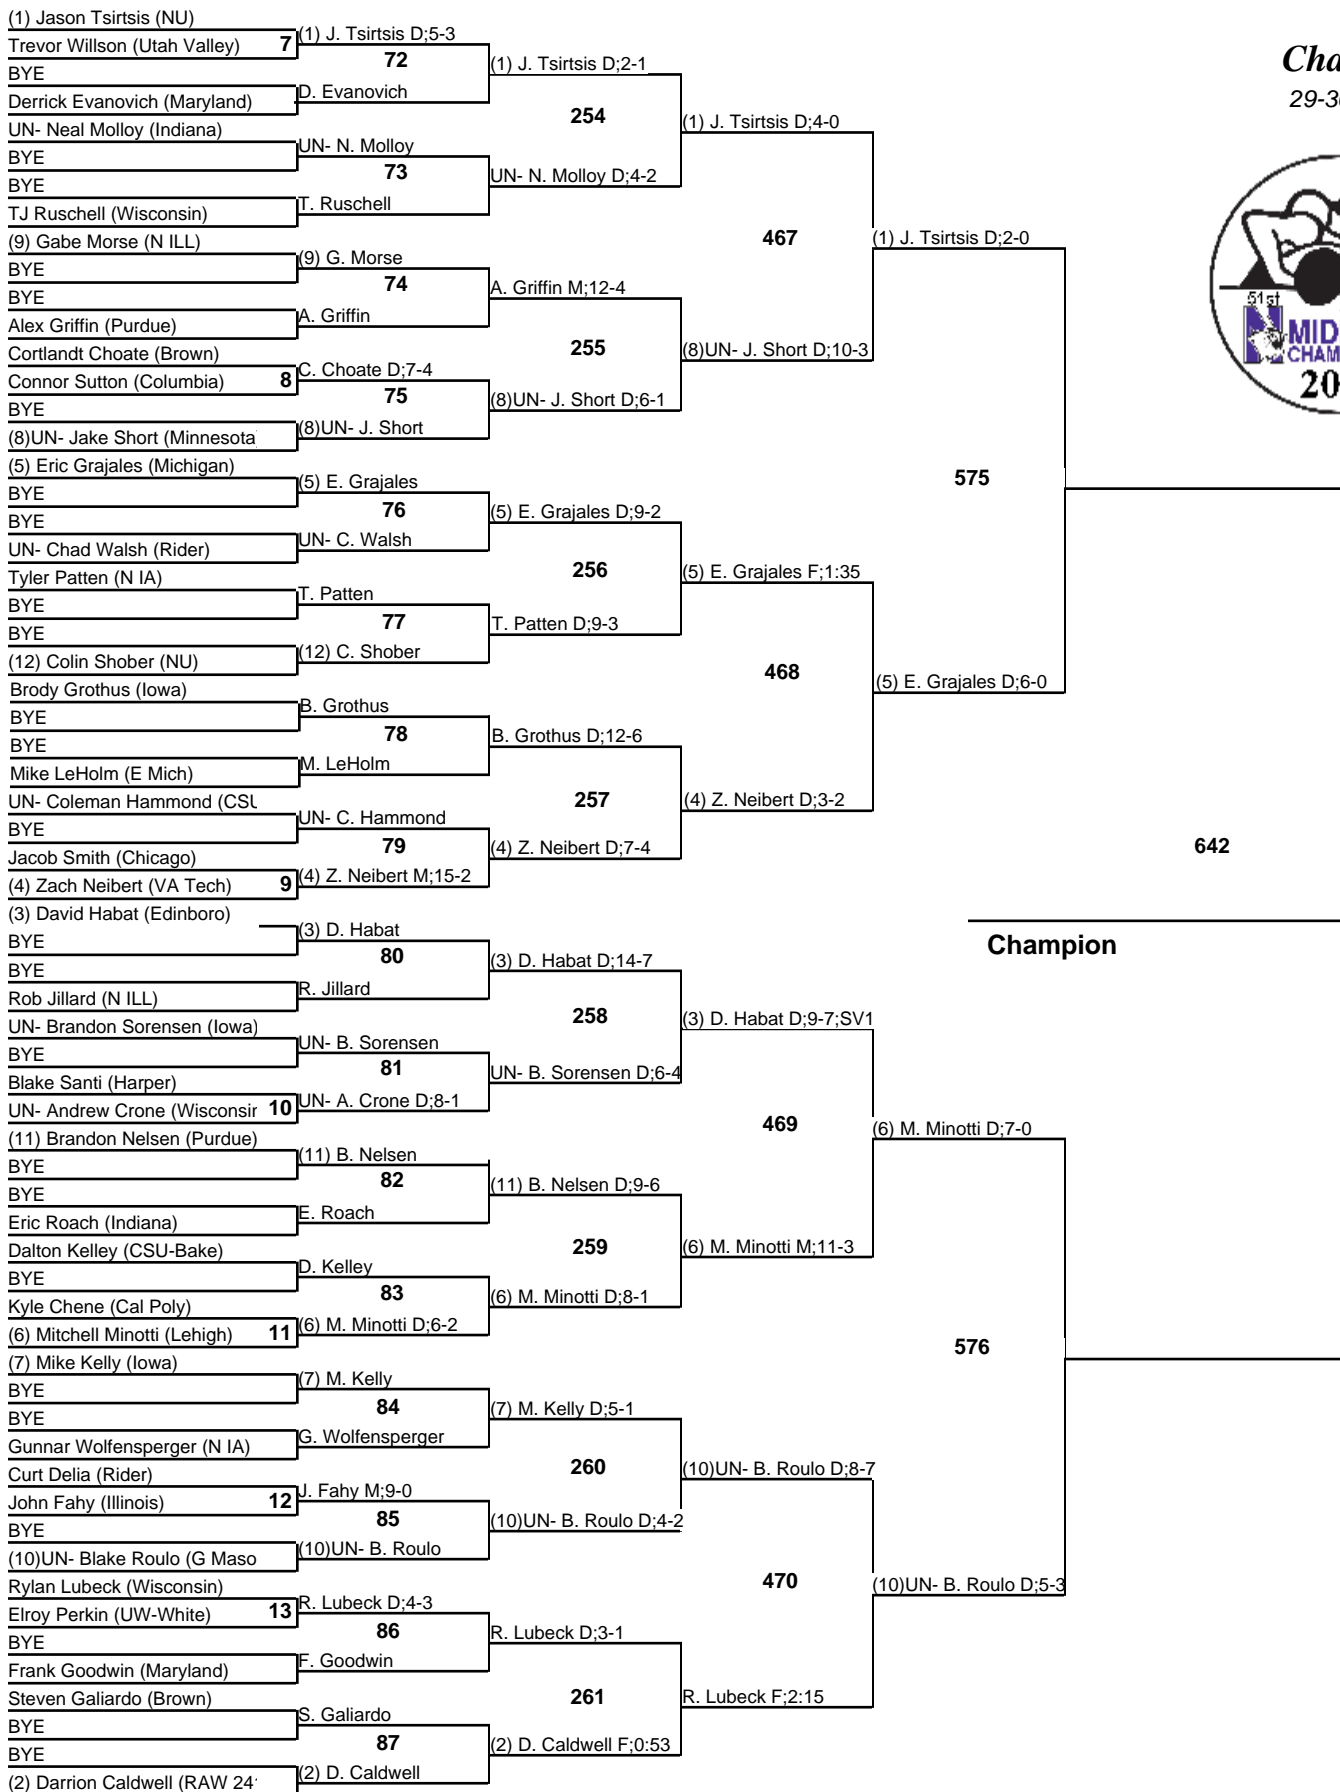 (1) Jason Tsirtsis (NU)
Trevor Willson (Utah Valley) 7
BYE
Derrick Evanovich (Maryland)
UN- Neal Molloy (Indiana)
BYE
BYE
TJ Ruschell (Wisconsin)
(9) Gabe Morse (N ILL)
BYE
BYE
Alex Griffin (Purdue)
Cortlandt Choate (Brown)
Connor Sutton (Columbia) 8
BYE
(8)UN- Jake Short (Minnesota
(5) Eric Grajales (Michigan)
BYE
BYE
UN- Chad Walsh (Rider)
Tyler Patten (N IA)
BYE
BYE
(12) Colin Shober (NU)
Brody Grothus (Iowa)
BYE
BYE
Mike LeHolm (E Mich)
UN- Coleman Hammond (CSU
BYE
Jacob Smith (Chicago)
(4) Zach Neibert (VA Tech) 9
(3) David Habat (Edinboro)
BYE
BYE
Rob Jillard (N ILL)
UN- Brandon Sorensen (Iowa)
BYE
Blake Santi (Harper)
UN- Andrew Crone (Wisconsin 10
(11) Brandon Nelsen (Purdue)
BYE
BYE
Eric Roach (Indiana)
Dalton Kelley (CSU-Bake)
BYE
Kyle Chene (Cal Poly)
(6) Mitchell Minotti (Lehigh) 11
(7) Mike Kelly (Iowa)
BYE
BYE
Gunnar Wolfensperger (N IA)
Curt Delia (Rider)
John Fahy (Illinois) 12
BYE
(10)UN- Blake Roulo (G Maso
Rylan Lubeck (Wisconsin)
Elroy Perkin (UW-White) 13
BYE
Frank Goodwin (Maryland)
Steven Galiardo (Brown)
BYE
BYE
(2) Darrion Caldwell (RAW 24
(1) J. Tsirtsis D;5-3
72
D. Evanovich
UN- N. Molloy
73
T. Ruschell
(9) G. Morse
74
A. Griffin
C. Choate D;7-4
75
(8)UN- J. Short
(5) E. Grajales
76
UN- C. Walsh
T. Patten
77
(12) C. Shober
B. Grothus
78
M. LeHolm
UN- C. Hammond
79
(4) Z. Neibert M;15-2
(3) D. Habat
80
R. Jillard
UN- B. Sorensen
81
UN- A. Crone D;8-1
(11) B. Nelsen
82
E. Roach
D. Kelley
83
(6) M. Minotti D;6-2
(7) M. Kelly
84
G. Wolfensperger
J. Fahy M;9-0
85
(10)UN- B. Roulo
R. Lubeck D;4-3
86
F. Goodwin
S. Galiardo
87
(2) D. Caldwell
(1) J. Tsirtsis D;2-1
254
UN- N. Molloy D;4-2
A. Griffin M;12-4
255
(8)UN- J. Short D;6-1
(5) E. Grajales D;9-2
256
T. Patten D;9-3
B. Grothus D;12-6
257
(4) Z. Neibert D;7-4
(3) D. Habat D;14-7
258
UN- B. Sorensen D;6-4
(11) B. Nelsen D;9-6
259
(6) M. Minotti D;8-1
(7) M. Kelly D;5-1
260
(10)UN- B. Roulo D;4-2
R. Lubeck D;3-1
261
(2) D. Caldwell F;0:53
(1) J. Tsirtsis D;4-0
467
(8)UN- J. Short D;10-3
(5) E. Grajales F;1:35
468
(4) Z. Neibert D;3-2
(3) D. Habat D;9-7;SV1
469
(6) M. Minotti M;11-3
(10)UN- B. Roulo D;8-7
470
R. Lubeck F;2:15
(1) J. Tsirtsis D;2-0
575
(5) E. Grajales D;6-0
(6) M. Minotti D;7-0
576
(10)UN- B. Roulo D;5-3
642
Champion
Cha
29-3
51st
N
MID
CHAM
20